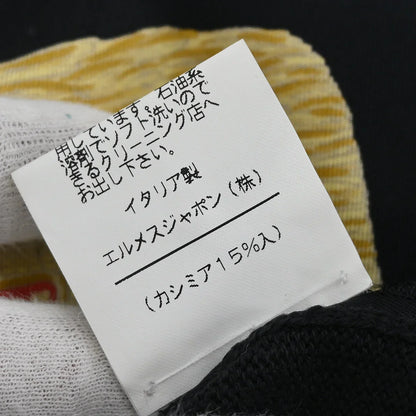 用しています。石油系
溶剤でソフト洗いので
きるクリーニング店へ
お出し下さい。
イタリア製
エルメスジャポン(株)
(カシミア15%入)